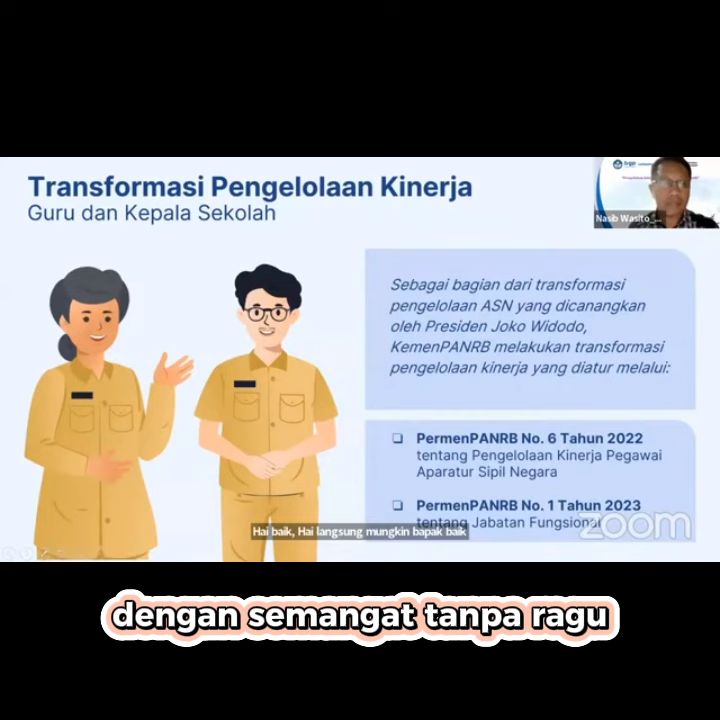 Transformasi Pengelolaan Kinerja
Guru dan Kepala Sekolah
Nasib Wasito
Sebagai bagian dari transformasi
pengelolaan ASN yang dicanangkan
oleh Presiden Joko Widodo,
KemenPANRB melakukan transformasi
pengelolaan kinerja yang diatur melalui:
PermenPANRB No. 6 Tahun 2022
tentang Pengelolaan Kinerja Pegawai
Aparatur Sipil Negara
PermenPANRB No. 1 Tahun 2023
tentang Jabatan Fungsional
zoom
Hai baik, Hai langsung mungkin bapak baik
dengan semangat tanpa ragu